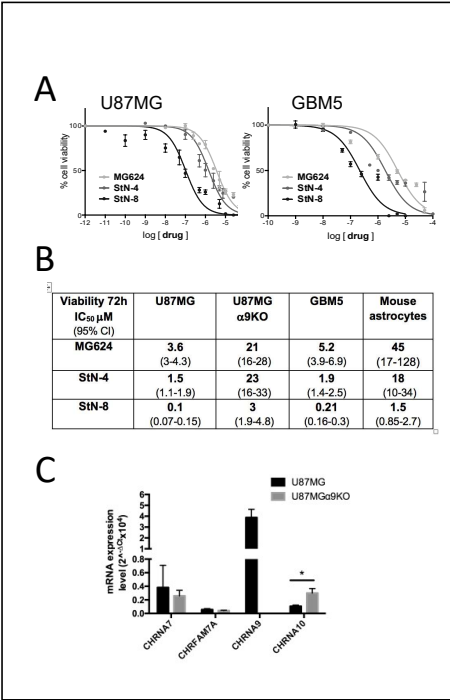 A
U87MG
GBM5
% cell viability
100
50
0
MG624
StN-4
StN-8
-12 -11 -10 -9 -8 -7 -6 -5
log [ drug ]
% cell viability
100
50
0
MG624
StN-4
StN-8
-10 -9 -8 -7 -6 -5 -4
log [ drug ]
B
Viability 72h IC₅₀ μM (95% CI) U87MG U87MG α9KO GBM5 Mouse astrocytes
MG624 3.6 21 5.2 45
(3-4.3) (16-28) (3.9-6.9) (17-128)
StN-4 1.5 23 1.9 18
(1.1-1.9) (16-33) (1.4-2.5) (10-34)
StN-8 0.1 3 0.21 1.5
(0.07-0.15) (1.9-4.8) (0.16-0.3) (0.85-2.7)
C
U87MG
U87MGα9KO
mRNA expression
level (2^-ΔCtx10⁴)
6
5
4
3
2
1
0.8
0.6
0.4
0.2
0.0
*
CHRNA7
CHRFAM7A
CHRNA9
CHRNA10